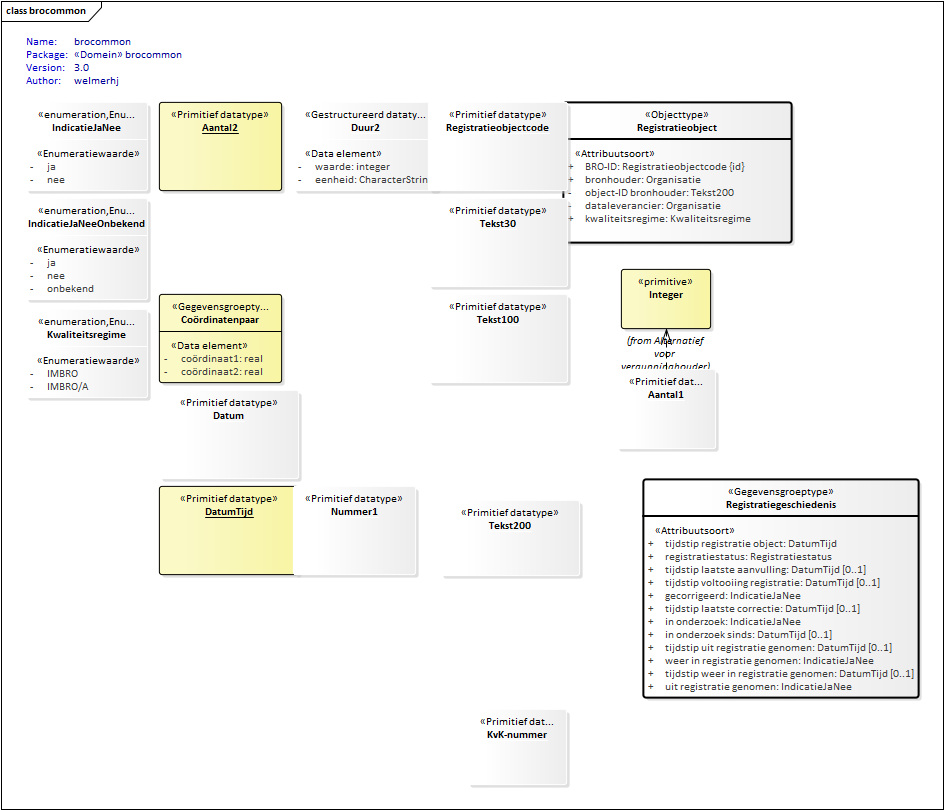 class brocommon
Name: brocommon
Package: «Domein» brocommon
Version: 3.0
Author: welmerhj
«enumeration,Enu...
IndicatieJaNee
«Enumeratiewaarde»
- ja
- nee
«Primitief datatype»
Aantal2
«Gestructureerd dataty...
Duur2
«Data element»
- waarde: integer
- eenheid: CharacterStrin
«Primitief datatype»
Registratieobjectcode
«Objecttype»
Registratieobject
«Attribuutsoort»
+ BRO-ID: Registratieobjectcode {id}
+ bronhouder: Organisatie
- object-ID bronhouder: Tekst200
- dataleverancier: Organisatie
+ kwaliteitsregime: Kwaliteitsregime
«enumeration,Enu...
IndicatieJaNeeOnbekend
«Enumeratiewaarde»
- ja
- nee
- onbekend
«Primitief datatype»
Tekst30
«primitive»
Integer
(from Alternatief
voor
vergunninghouder)
«enumeration,Enu...
Kwaliteitsregime
«Enumeratiewaarde»
- IMBRO
- IMBRO/A
«Gegevensgroepty...
Coördinatenpaar
«Data element»
- coördinaat1: real
- coördinaat2: real
«Primitief datatype»
Tekst100
«Primitief dat...
Aantal1
«Primitief datatype»
Datum
«Primitief datatype»
DatumTijd
«Primitief datatype»
Nummer1
«Primitief datatype»
Tekst200
«Gegevensgroeptype»
Registratiegeschiedenis
«Attribuutsoort»
+ tijdstip registratie object: DatumTijd
+ registratiestatus: Registratiestatus
+ tijdstip laatste aanvulling: DatumTijd [0..1]
+ tijdstip voltooiing registratie: DatumTijd [0..1]
+ gecorrigeerd: IndicatieJaNee
+ tijdstip laatste correctie: DatumTijd [0..1]
+ in onderzoek: IndicatieJaNee
+ in onderzoek sinds: DatumTijd [0..1]
+ tijdstip uit registratie genomen: DatumTijd [0..1]
+ weer in registratie genomen: IndicatieJaNee
+ tijdstip weer in registratie genomen: DatumTijd [0..1]
+ uit registratie genomen: IndicatieJaNee
«Primitief dat...
KvK-nummer